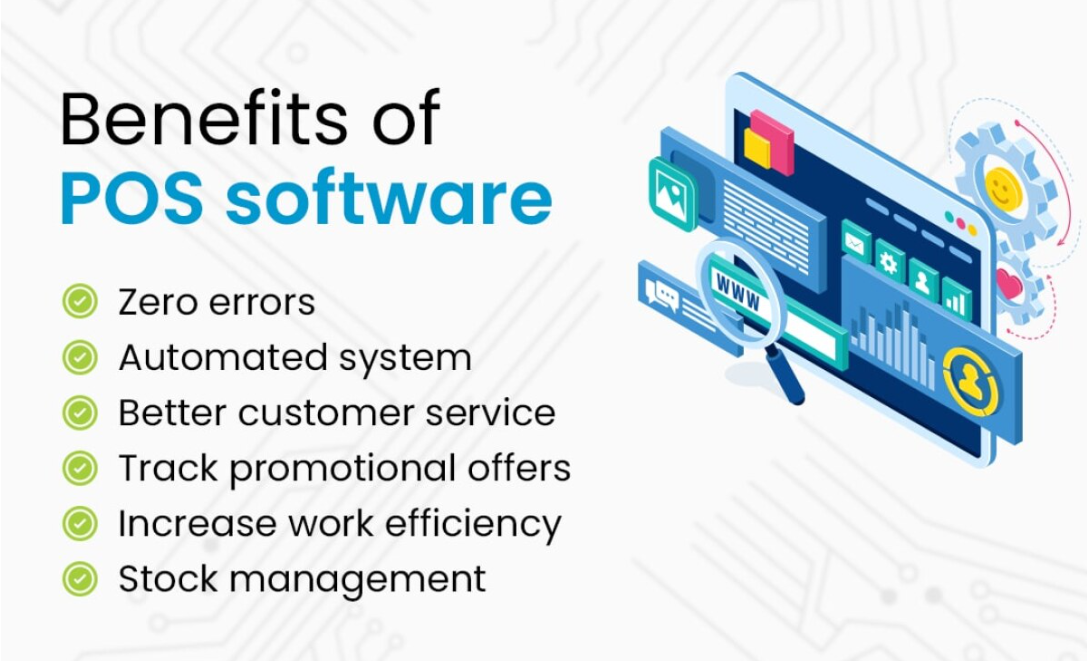 Benefits of
POS software
Zero errors
Automated system
Better customer service
Track promotional offers
Increase work efficiency
Stock management
WWW